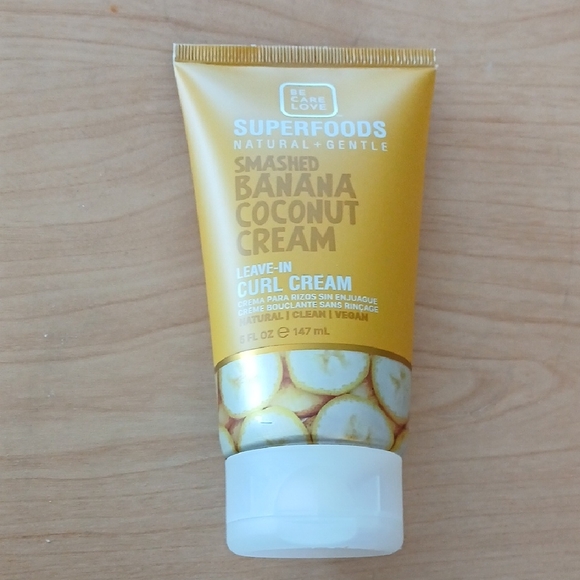 BE
CARE
LOVE
SUPERFOODS
NATURAL + GENTLE
SMASHED
BANANA
COCONUT
CREAM
LEAVE-IN
CURL CREAM
CREMA PARA RIZOS SIN ENJUAGUE
CRÈME BOUCLANTE SANS RINÇAGE
NATURAL | CLEAN | VEGAN
5 FL OZ ℮ 147 mL